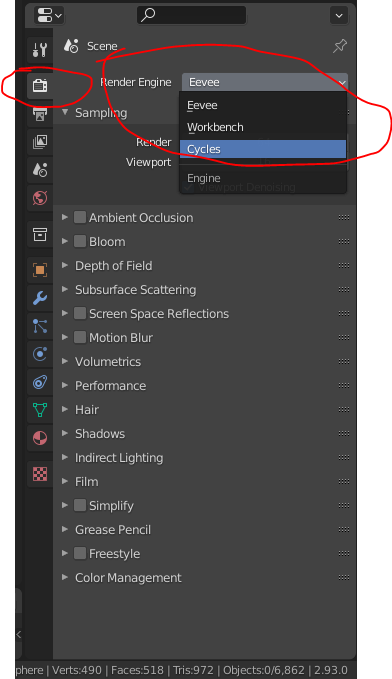 Scene
Render Engine Eevee
Eevee
Sampling
Workbench
Render
Cycles
Viewport
Engine
Viewport Denoising
Ambient Occlusion
Bloom
Depth of Field
Subsurface Scattering
Screen Space Reflections
Motion Blur
Volumetrics
Performance
Hair
Shadows
Indirect Lighting
Film
Simplify
Grease Pencil
Freestyle
Color Management
phere | Verts:490 | Faces:518 | Tris:972 | Objects:0/6,862 | 2.93.0